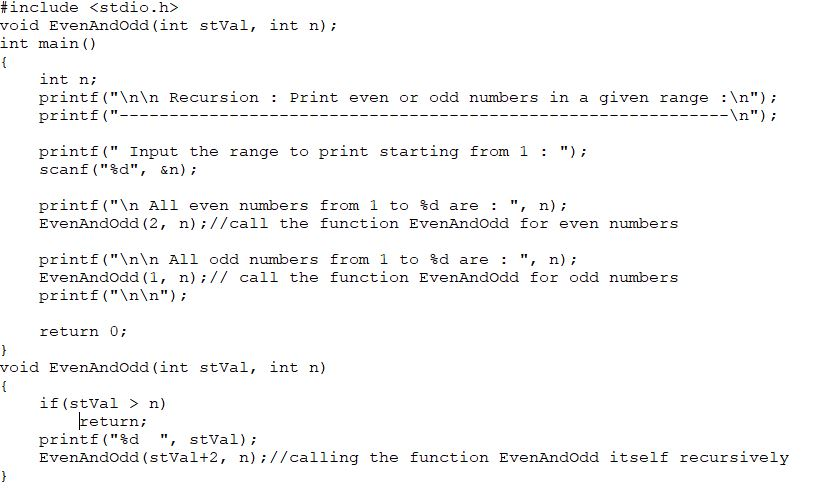 #include <stdio.h>
void EvenAndOdd(int stVal, int n);
int main()
{
    int n;
    printf("\n\n Recursion : Print even or odd numbers in a given range :\n");
    printf("-------------------------------------------------------------\n");

    printf(" Input the range to print starting from 1 : ");
    scanf("%d", &n);

    printf("\n All even numbers from 1 to %d are : ", n);
    EvenAndOdd(2, n);//call the function EvenAndOdd for even numbers

    printf("\n\n All odd numbers from 1 to %d are : ", n);
    EvenAndOdd(1, n);// call the function EvenAndOdd for odd numbers
    printf("\n\n");

    return 0;
}
void EvenAndOdd(int stVal, int n)
{
    if(stVal > n)
        return;
    printf("%d  ", stVal);
    EvenAndOdd(stVal+2, n);//calling the function EvenAndOdd itself recursively
}